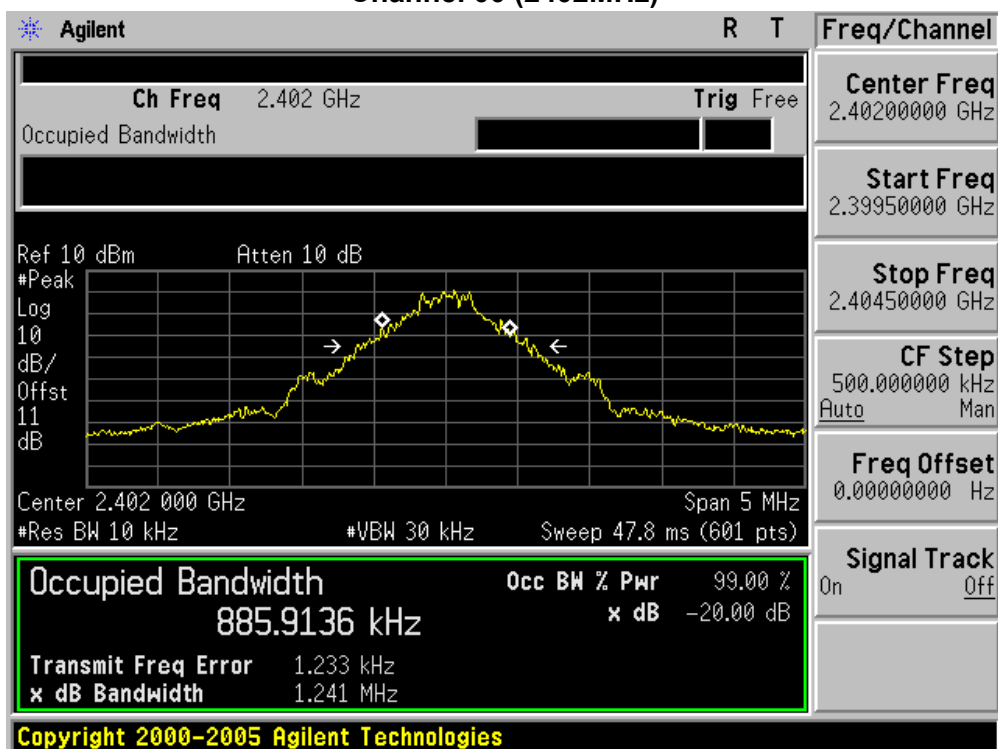 Agilent R T Freq/Channel
Ch Freq 2.402 GHz Trig Free
Occupied Bandwidth
Center Freq
2.40200000 GHz
Start Freq
2.39950000 GHz
Stop Freq
2.40450000 GHz
CF Step
500.000000 kHz
Auto Man
Freq Offset
0.00000000 Hz
Signal Track
On Off
Ref 10 dBm Atten 10 dB
#Peak
Log
10
dB/
Offst
11
dB
Center 2.402 000 GHz Span 5 MHz
#Res BW 10 kHz #VBW 30 kHz Sweep 47.8 ms (601 pts)
Occupied Bandwidth Occ BW % Pwr 99.00 %
885.9136 kHz x dB -20.00 dB
Transmit Freq Error 1.233 kHz
x dB Bandwidth 1.241 MHz
Copyright 2000-2005 Agilent Technologies